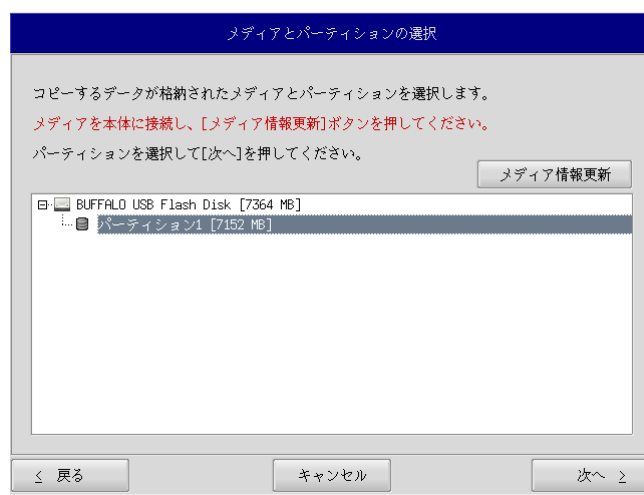 メディアとパーティションの選択
コピーするデータが格納されたメディアとパーティションを選択します。
メディアを本体に接続し、[メディア情報更新]ボタンを押してください。
パーティションを選択して[次へ]を押してください。
メディア情報更新
BUFFALO USB Flash Disk [7364 MB]
パーティション1 [7152 MB]
< 戻る
キャンセル
次へ >